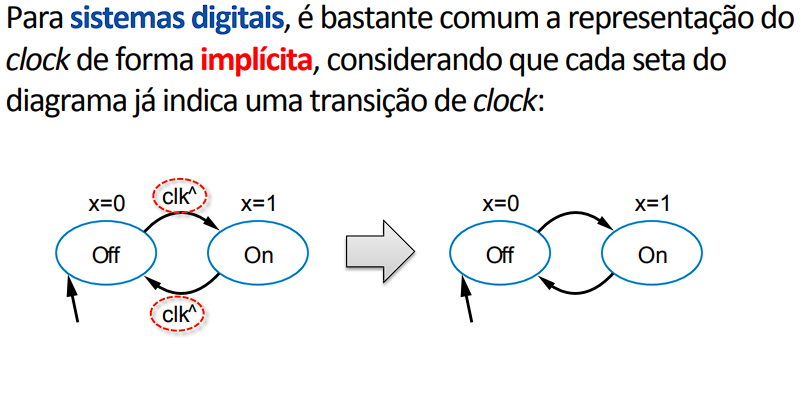 Para sistemas digitais, é bastante comum a representação do
clock de forma implícita, considerando que cada seta do
diagrama já indica uma transição de clock:
x=0 clk^ x=1 x=0 x=1
Off On Off On
clk^